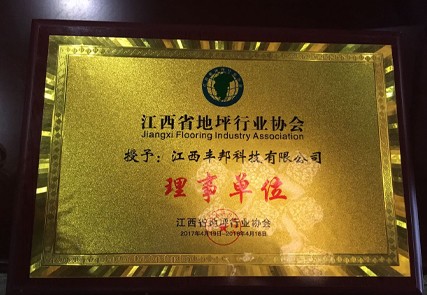 江西省地坪行业协会
Jiangxi Flooring Industry Association
授予：江西丰邦科技有限公司
理事单位
江西省地坪行业协会